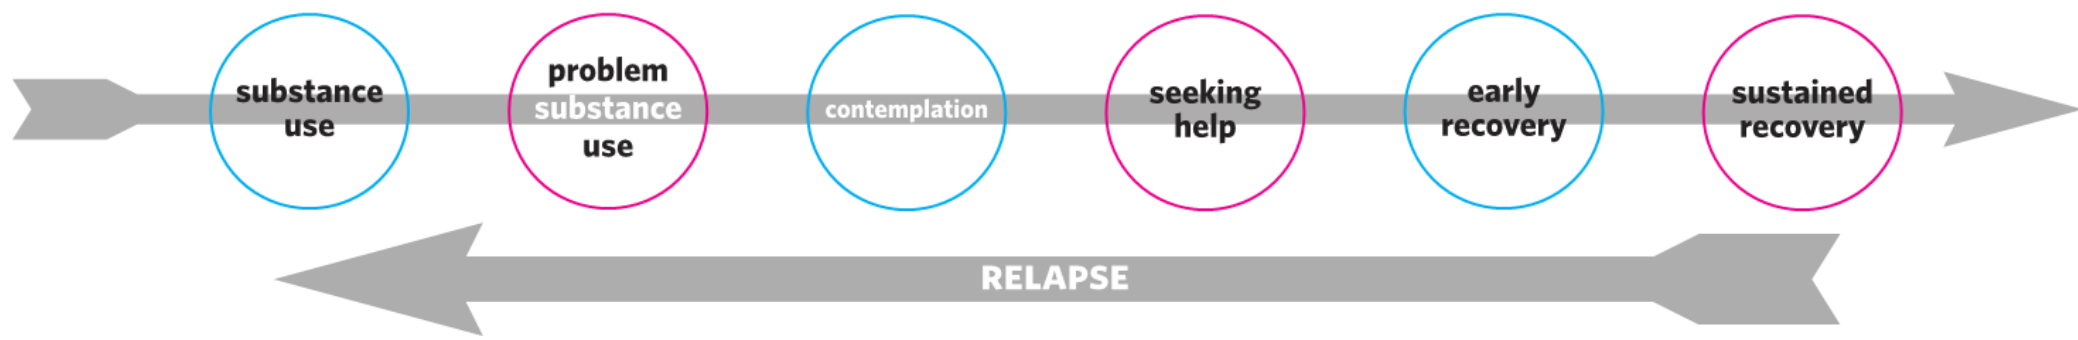 substance
use
problem
substance
use
contemplation
seeking
help
early
recovery
sustained
recovery
RELAPSE